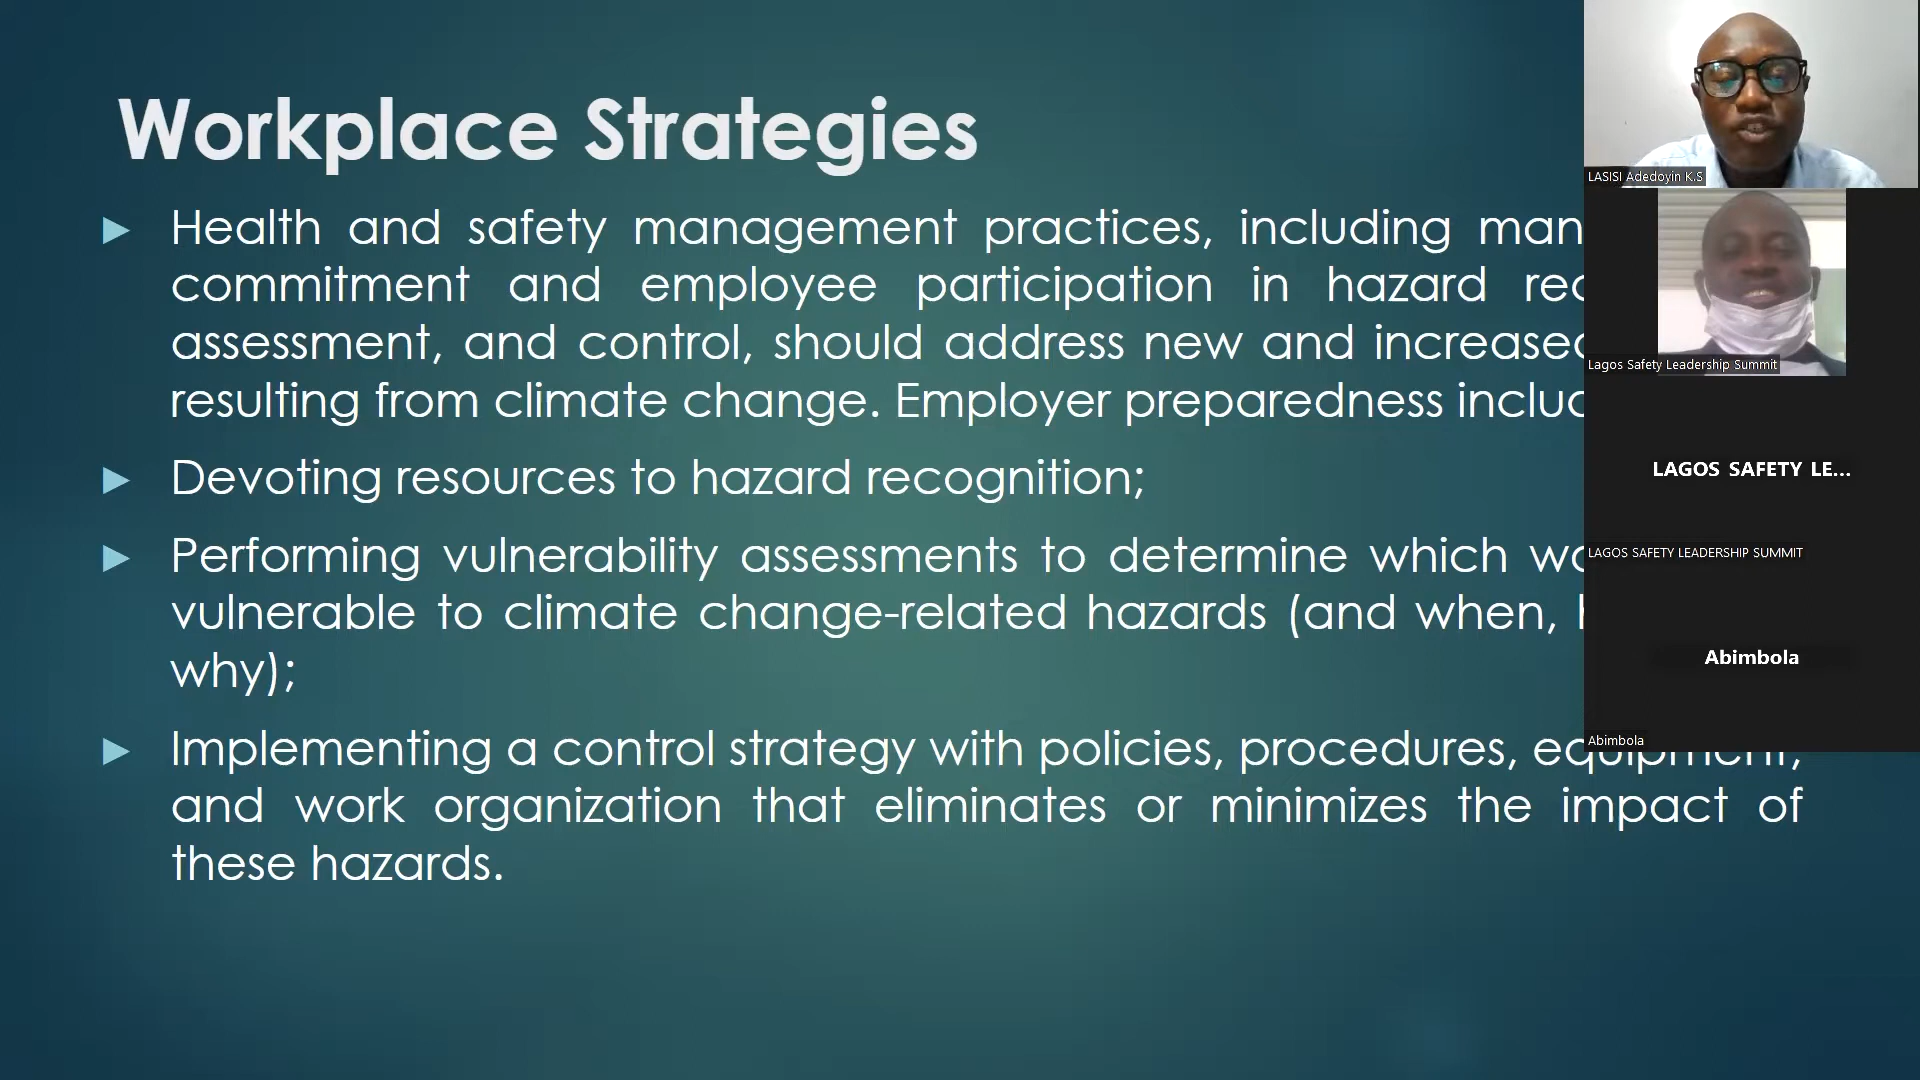 Workplace Strategies
Health and safety management practices, including
commitment and employee participation in hazard
assessment, and control, should address new and increased
resulting from climate change. Employer preparedness
Devoting resources to hazard recognition;
Performing vulnerability assessments to determine which
vulnerable to climate change-related hazards (and when,
why);
Implementing a control strategy with policies, procedures, equipment,
and work organization that eliminates or minimizes the impact of
these hazards.
LASISI Adedoyin K.S
Lagos Safety Leadership Summit
LAGOS SAFETY LE...
LAGOS SAFETY LEADERSHIP SUMMIT
Abimbola
Abimbola